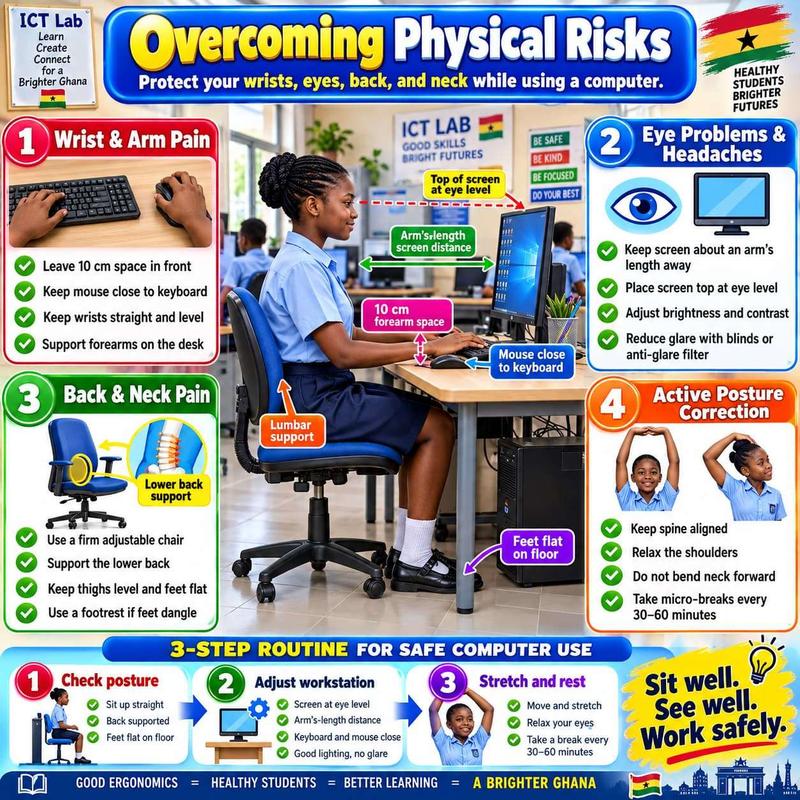 ICT Lab
Learn
Create
Connect
for a
Brighter Ghana
Overcoming Physical Risks
Protect your wrists, eyes, back, and neck while using a computer.
HEALTHY
STUDENTS
BRIGHTER
FUTURES
1 Wrist & Arm Pain
Leave 10 cm space in front
Keep mouse close to keyboard
Keep wrists straight and level
Support forearms on the desk
ICT LAB
GOOD SKILLS
BRIGHT FUTURES
BE SAFE
BE KIND
BE FOCUSED
DO YOUR BEST
Top of screen
at eye level
Arm's-length
screen distance
10 cm
forearm space
Mouse close
to keyboard
Lumbar
support
Feet flat
on floor
2 Eye Problems &
Headaches
Keep screen about an arm's
length away
Place screen top at eye level
Adjust brightness and contrast
Reduce glare with blinds or
anti-glare filter
3 Back & Neck Pain
Lower back
support
Use a firm adjustable chair
Support the lower back
Keep thighs level and feet flat
Use a footrest if feet dangle
4 Active Posture
Correction
Keep spine aligned
Relax the shoulders
Do not bend neck forward
Take micro-breaks every
30–60 minutes
3-STEP ROUTINE FOR SAFE COMPUTER USE
1 Check posture
Sit up straight
Back supported
Feet flat on floor
2 Adjust workstation
Screen at eye level
Arm's-length distance
Keyboard and mouse close
Good lighting, no glare
3 Stretch and rest
Move and stretch
Relax your eyes
Take a break every
30–60 minutes
Sit well.
See well.
Work safely.
GOOD ERGONOMICS = HEALTHY STUDENTS = BETTER LEARNING = A BRIGHTER GHANA